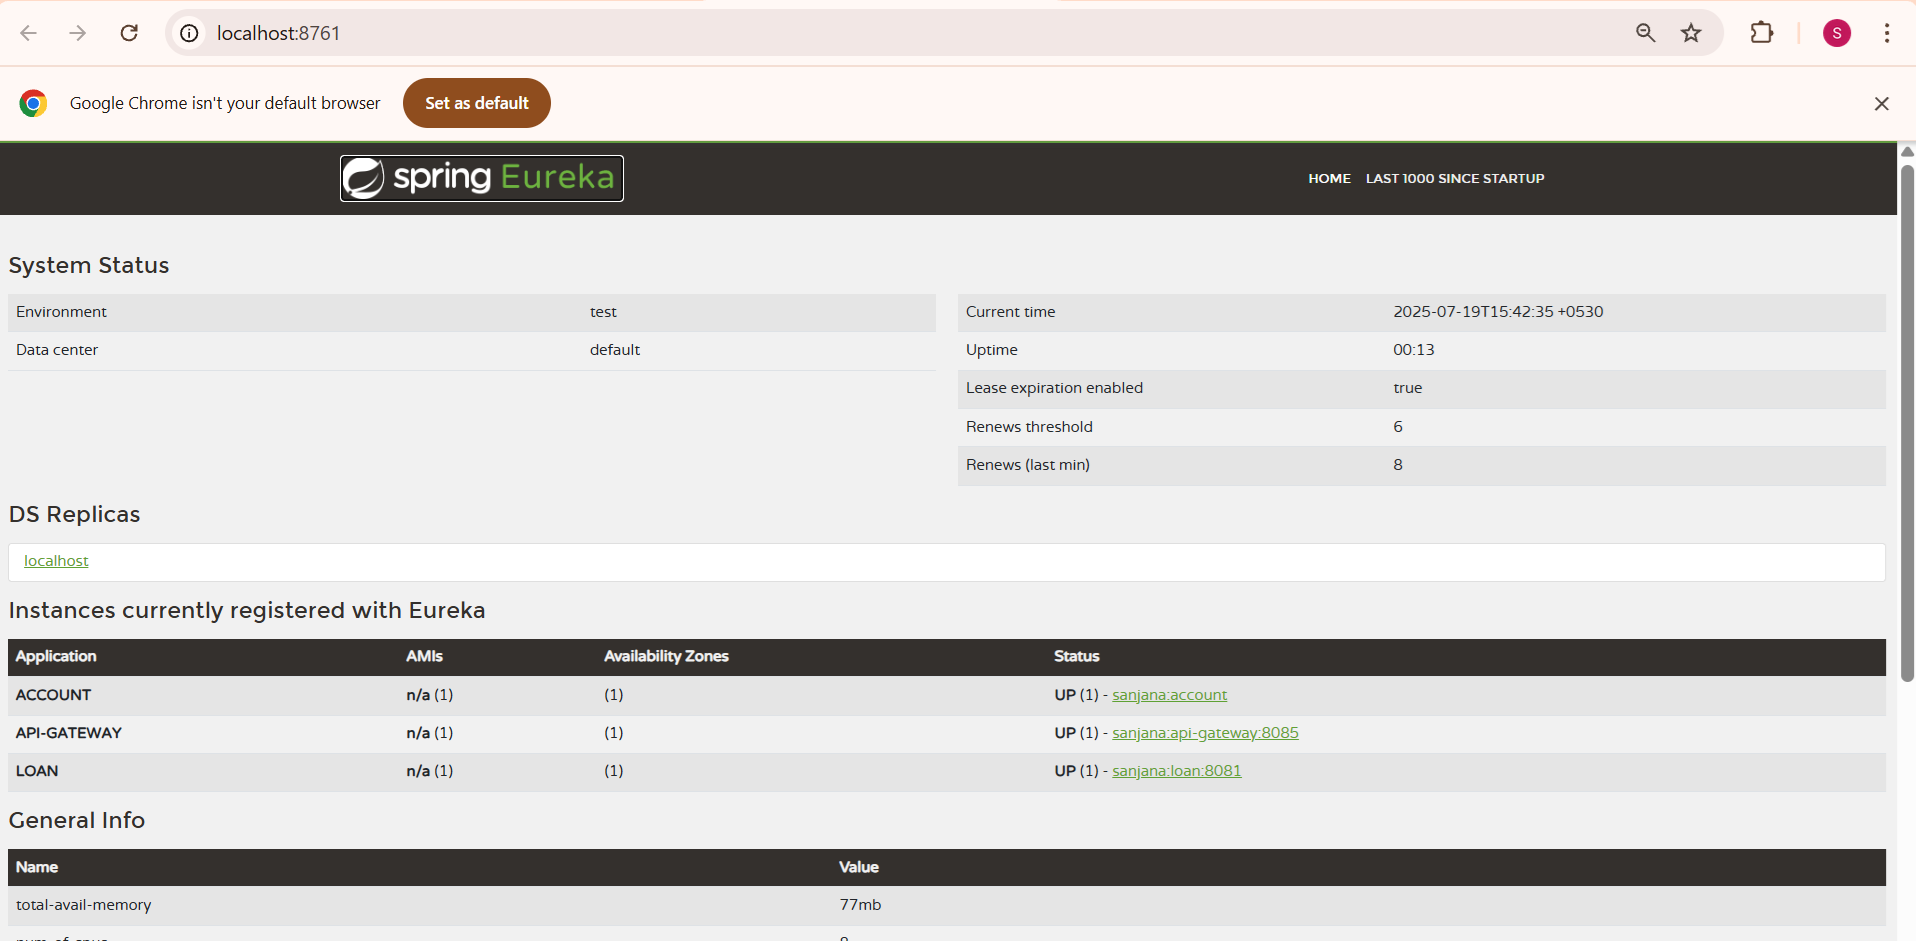 localhost:8761
S
Google Chrome isn't your default browser
Set as default
spring Eureka
HOME LAST 1000 SINCE STARTUP
System Status
Environment test
Data center default
Current time 2025-07-19T15:42:35 +0530
Uptime 00:13
Lease expiration enabled true
Renews threshold 6
Renews (last min) 8
DS Replicas
localhost
Instances currently registered with Eureka
Application AMIs Availability Zones Status
ACCOUNT n/a (1) (1) UP (1) - sanjana:account
API-GATEWAY n/a (1) (1) UP (1) - sanjana:api-gateway:8085
LOAN n/a (1) (1) UP (1) - sanjana:loan:8081
General Info
Name Value
total-avail-memory 77mb